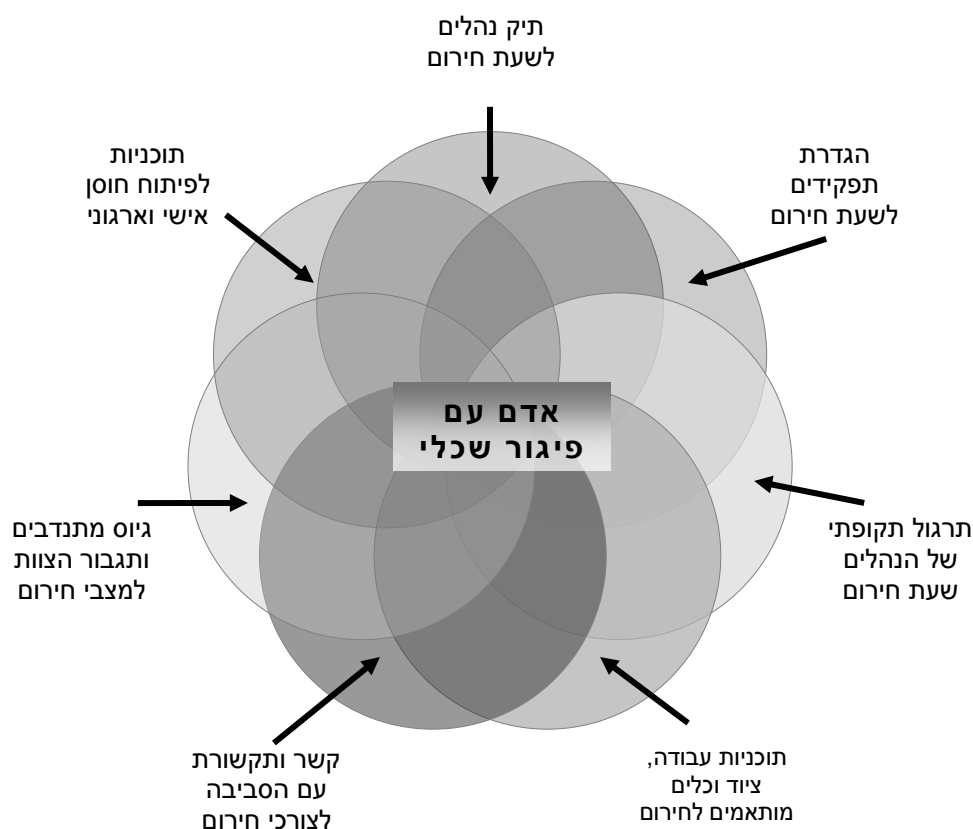 תיק נהלים
לשעת חירום
הגדרת
תפקידים
לשעת חירום
תוכניות
לפיתוח חוסן
אישי וארגוני
אדם עם
פיגור שכלי
תרגול תקופתי
של הנהלים
שעת חירום
גיוס מתנדבים
ותגבור הצוות
למצבי חירום
תוכניות עבודה,
ציוד וכלים
מותאמים לחירום
קשר ותקשורת
עם הסביבה
לצורכי חירום